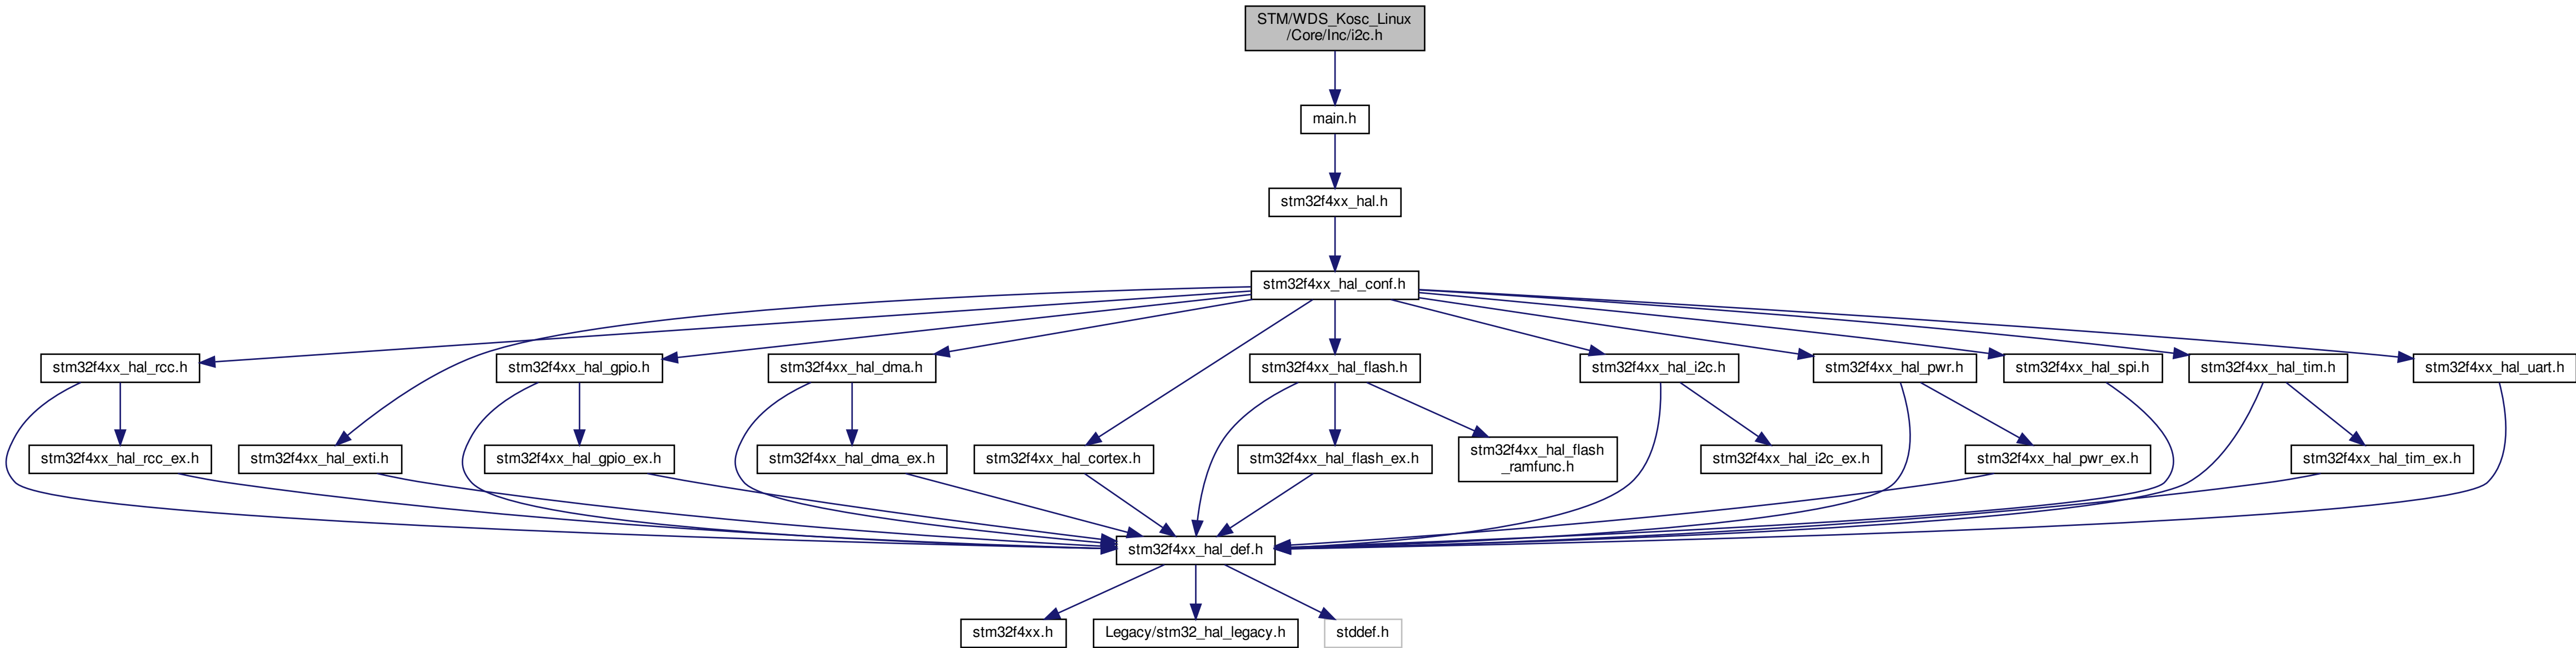 STM/WDS_Kosc_Linux
/Core/Inc/i2c.h
main.h
stm32f4xx_hal.h
stm32f4xx_hal_conf.h
stm32f4xx_hal_rcc.h
stm32f4xx_hal_gpio.h
stm32f4xx_hal_dma.h
stm32f4xx_hal_flash.h
stm32f4xx_hal_i2c.h
stm32f4xx_hal_pwr.h
stm32f4xx_hal_spi.h
stm32f4xx_hal_tim.h
stm32f4xx_hal_uart.h
stm32f4xx_hal_rcc_ex.h
stm32f4xx_hal_exti.h
stm32f4xx_hal_gpio_ex.h
stm32f4xx_hal_dma_ex.h
stm32f4xx_hal_cortex.h
stm32f4xx_hal_flash_ex.h
stm32f4xx_hal_flash
_ramfunc.h
stm32f4xx_hal_i2c_ex.h
stm32f4xx_hal_pwr_ex.h
stm32f4xx_hal_tim_ex.h
stm32f4xx_hal_def.h
stm32f4xx.h
Legacy/stm32_hal_legacy.h
stddef.h